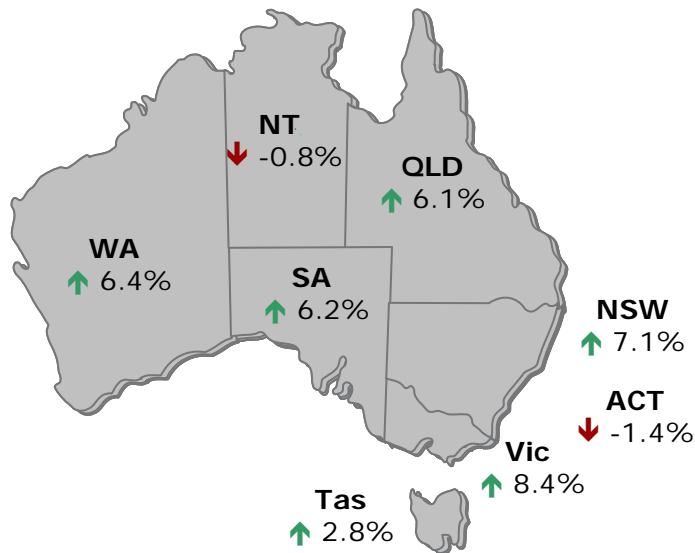 NT
-0.8%
QLD
6.1%
WA
6.4%
SA
6.2%
NSW
7.1%
ACT
-1.4%
Vic
8.4%
Tas
2.8%